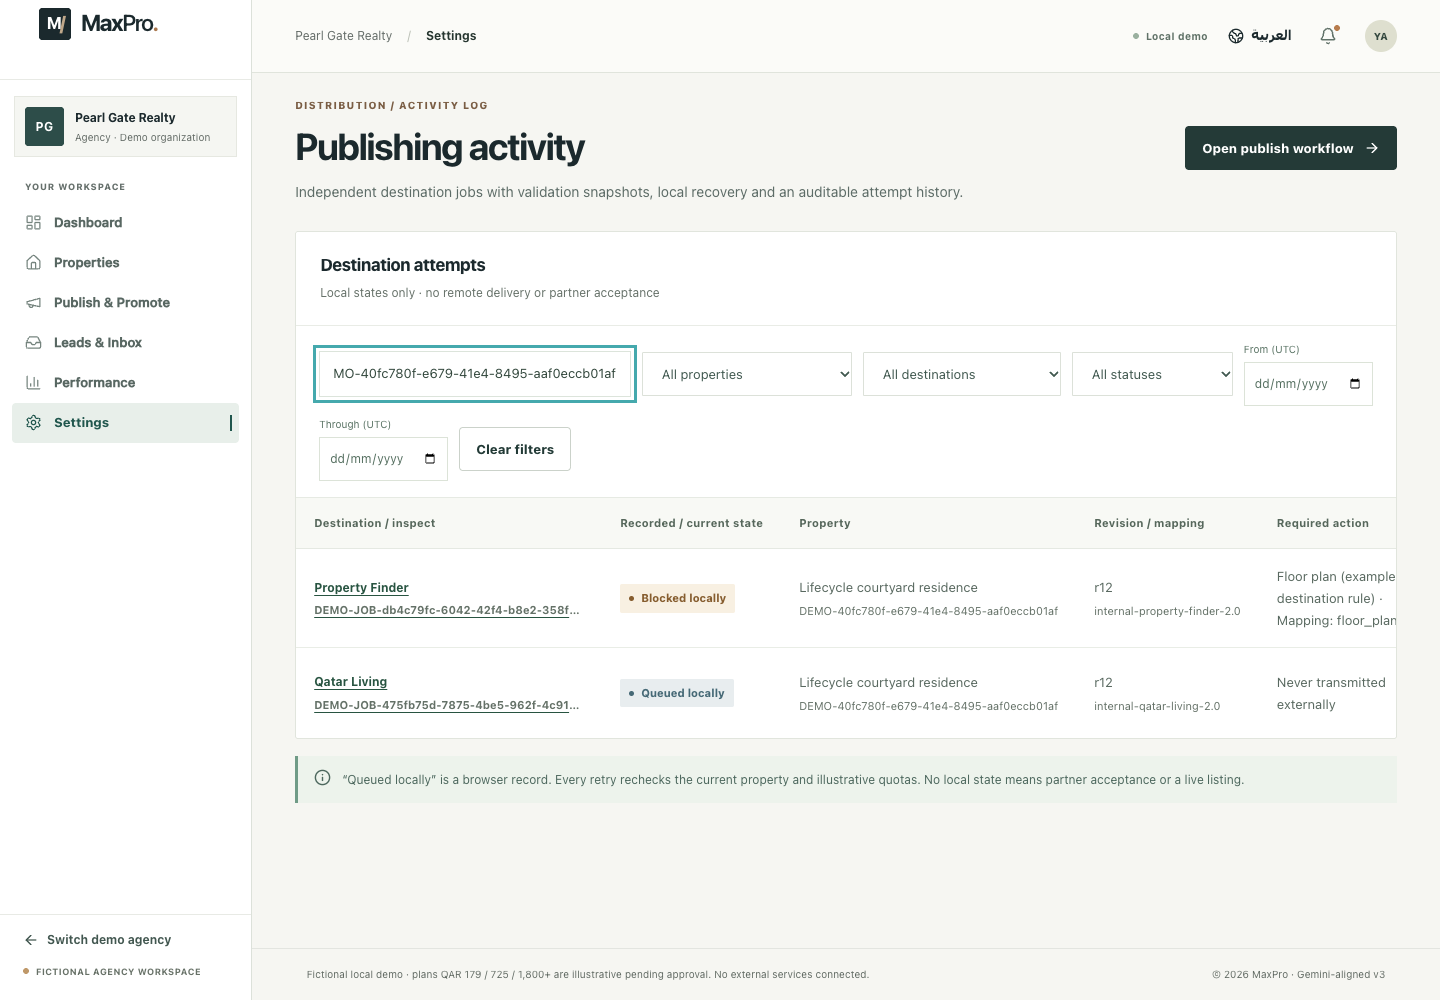 M/ MaxPro.
Pearl Gate Realty / Settings
Local demo
العربية
YA
PG
Pearl Gate Realty
Agency · Demo organization
YOUR WORKSPACE
Dashboard
Properties
Publish & Promote
Leads & Inbox
Performance
Settings
Switch demo agency
FICTIONAL AGENCY WORKSPACE
DISTRIBUTION / ACTIVITY LOG
Publishing activity
Open publish workflow →
Independent destination jobs with validation snapshots, local recovery and an auditable attempt history.
Destination attempts
Local states only · no remote delivery or partner acceptance
MO-40fc780f-e679-41e4-8495-aaf0eccb01af
All properties
All destinations
All statuses
From (UTC)
dd/mm/yyyy
Through (UTC)
dd/mm/yyyy
Clear filters
Destination / inspect Recorded / current state Property Revision / mapping Required action
Property Finder
DEMO-JOB-db4c79fc-6042-42f4-b8e2-358f...
Blocked locally
Lifecycle courtyard residence
DEMO-40fc780f-e679-41e4-8495-aaf0eccb01af
r12
internal-property-finder-2.0
Floor plan (example
destination rule) ·
Mapping: floor_plan
Qatar Living
DEMO-JOB-475fb75d-7875-4be5-962f-4c91...
Queued locally
Lifecycle courtyard residence
DEMO-40fc780f-e679-41e4-8495-aaf0eccb01af
r12
internal-qatar-living-2.0
Never transmitted
externally
“Queued locally” is a browser record. Every retry rechecks the current property and illustrative quotas. No local state means partner acceptance or a live listing.
Fictional local demo · plans QAR 179 / 725 / 1,800+ are illustrative pending approval. No external services connected.
© 2026 MaxPro · Gemini-aligned v3